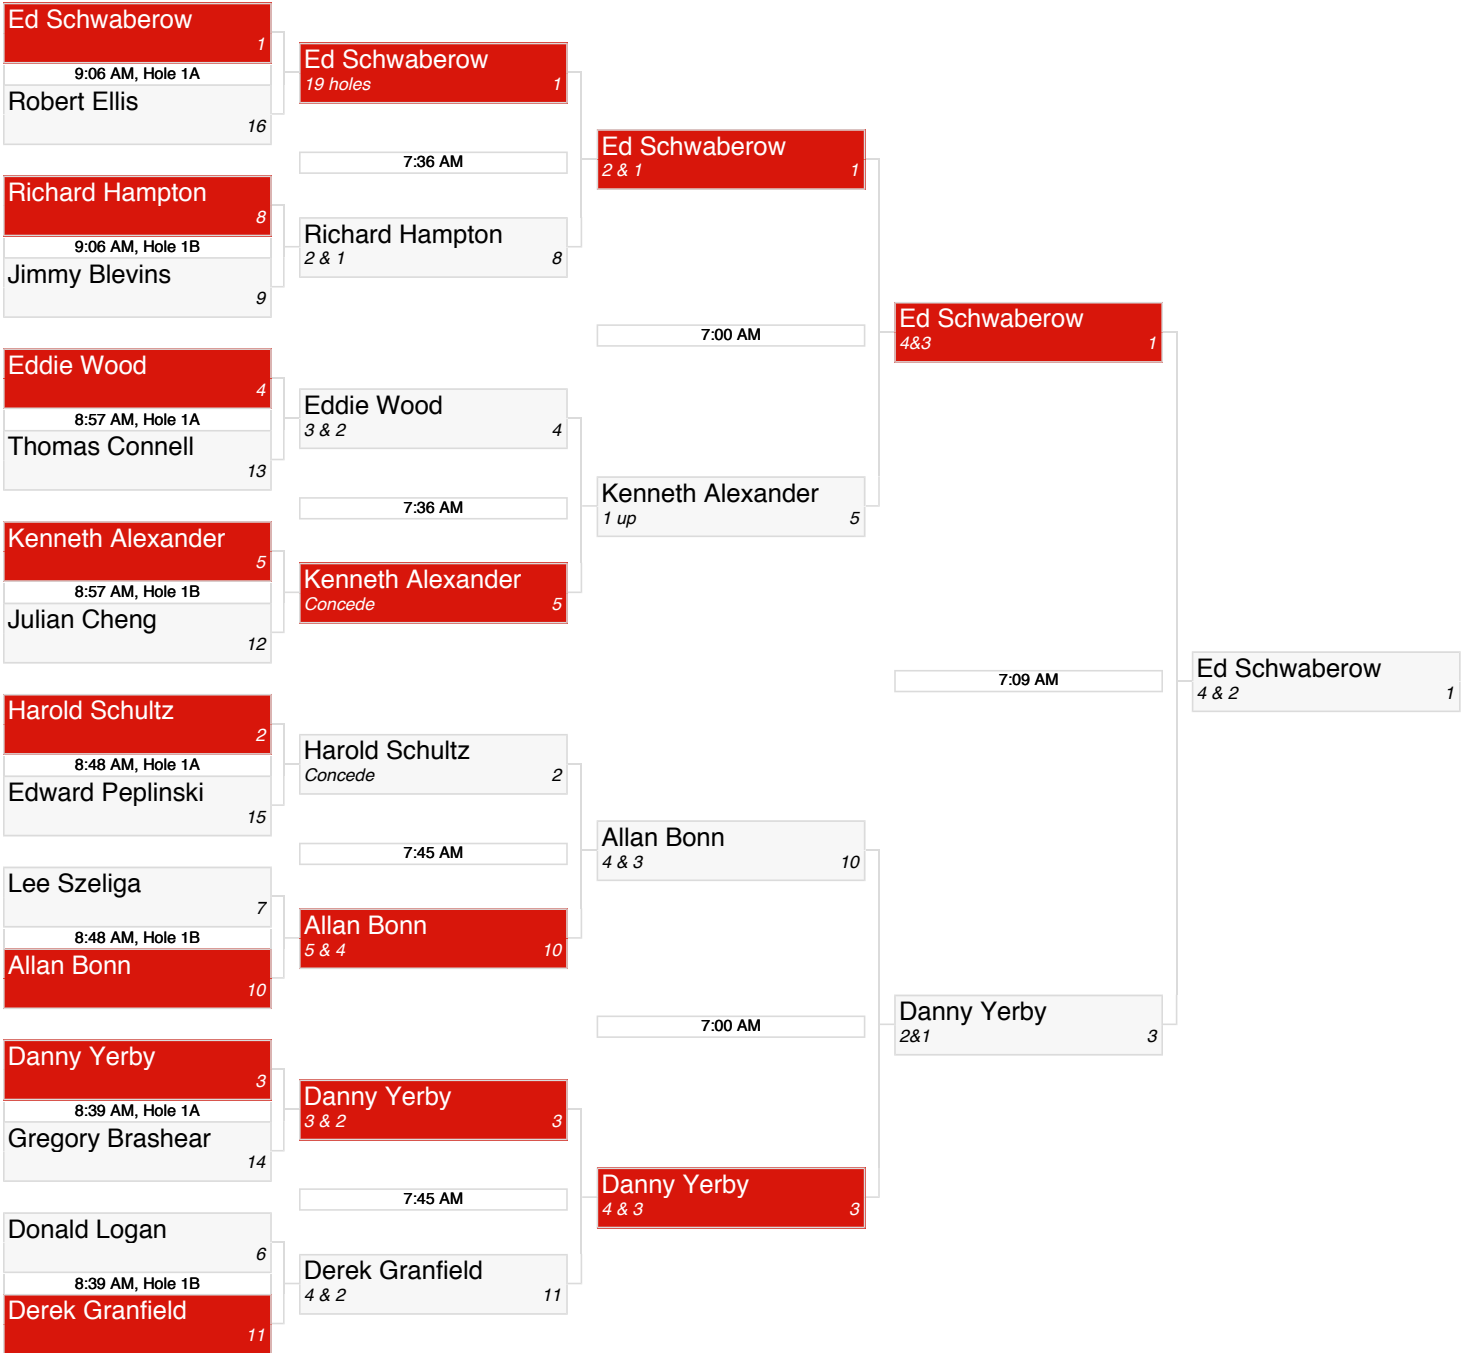 Ed Schwaberow
1
9:06 AM, Hole 1A
Robert Ellis
16
Richard Hampton
8
9:06 AM, Hole 1B
Jimmy Blevins
9
Eddie Wood
4
8:57 AM, Hole 1A
Thomas Connell
13
Kenneth Alexander
5
8:57 AM, Hole 1B
Julian Cheng
12
Harold Schultz
2
8:48 AM, Hole 1A
Edward Peplinski
15
Lee Szeliga
7
8:48 AM, Hole 1B
Allan Bonn
10
Danny Yerby
3
8:39 AM, Hole 1A
Gregory Brashear
14
Donald Logan
6
8:39 AM, Hole 1B
Derek Granfield
11
Ed Schwaberow
19 holes 1
7:36 AM
Richard Hampton
2 & 1 8
Eddie Wood
3 & 2 4
7:36 AM
Kenneth Alexander
Concede 5
Harold Schultz
Concede 2
7:45 AM
Allan Bonn
5 & 4 10
Danny Yerby
3 & 2 3
7:45 AM
Derek Granfield
4 & 2 11
Ed Schwaberow
2 & 1 1
7:00 AM
Kenneth Alexander
1 up 5
Allan Bonn
4 & 3 10
7:00 AM
Danny Yerby
4 & 3 3
Ed Schwaberow
4&3 1
7:09 AM
Danny Yerby
2&1 3
Ed Schwaberow
4 & 2 1